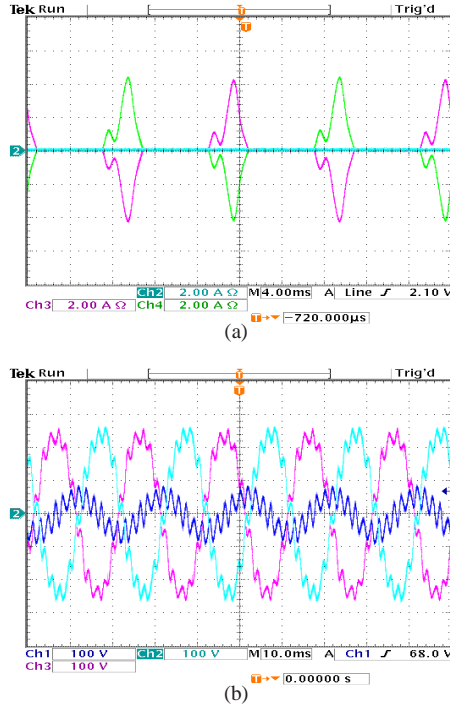 Tek Run Trig'd
T
T
2
Ch2 2.00 A Ω M 4.00ms A Line ∫ 2.10 V
Ch3 2.00 A Ω Ch4 2.00 A Ω
T→▼ -720.000µs
(a)
Tek Run Trig'd
T
T
2
Ch1 100 V Ch2 100 V M 10.0ms A Ch1 ∫ 68.0 V
Ch3 100 V
T→▼ 0.00000 s
(b)